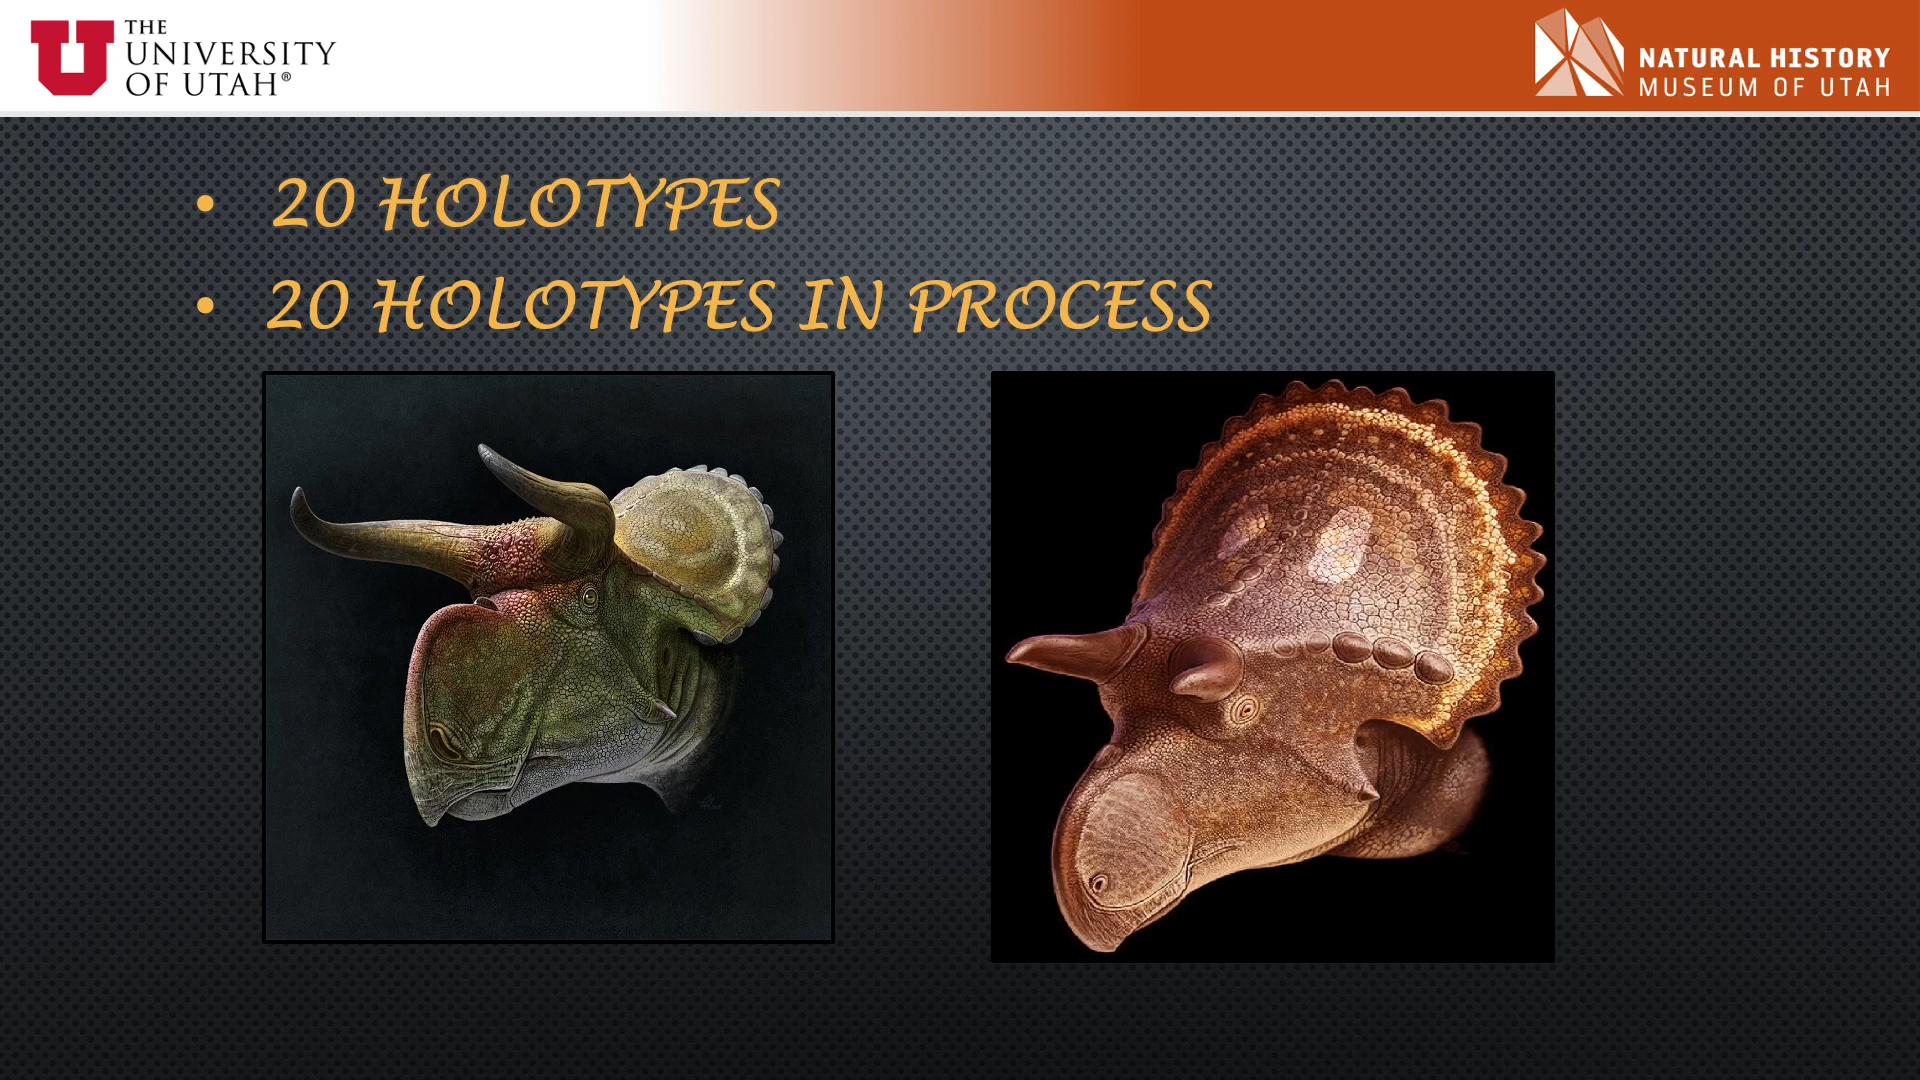 THE
UNIVERSITY
OF UTAH®
NATURAL HISTORY
MUSEUM OF UTAH
• 20 HOLOTYPES
• 20 HOLOTYPES IN PROCESS